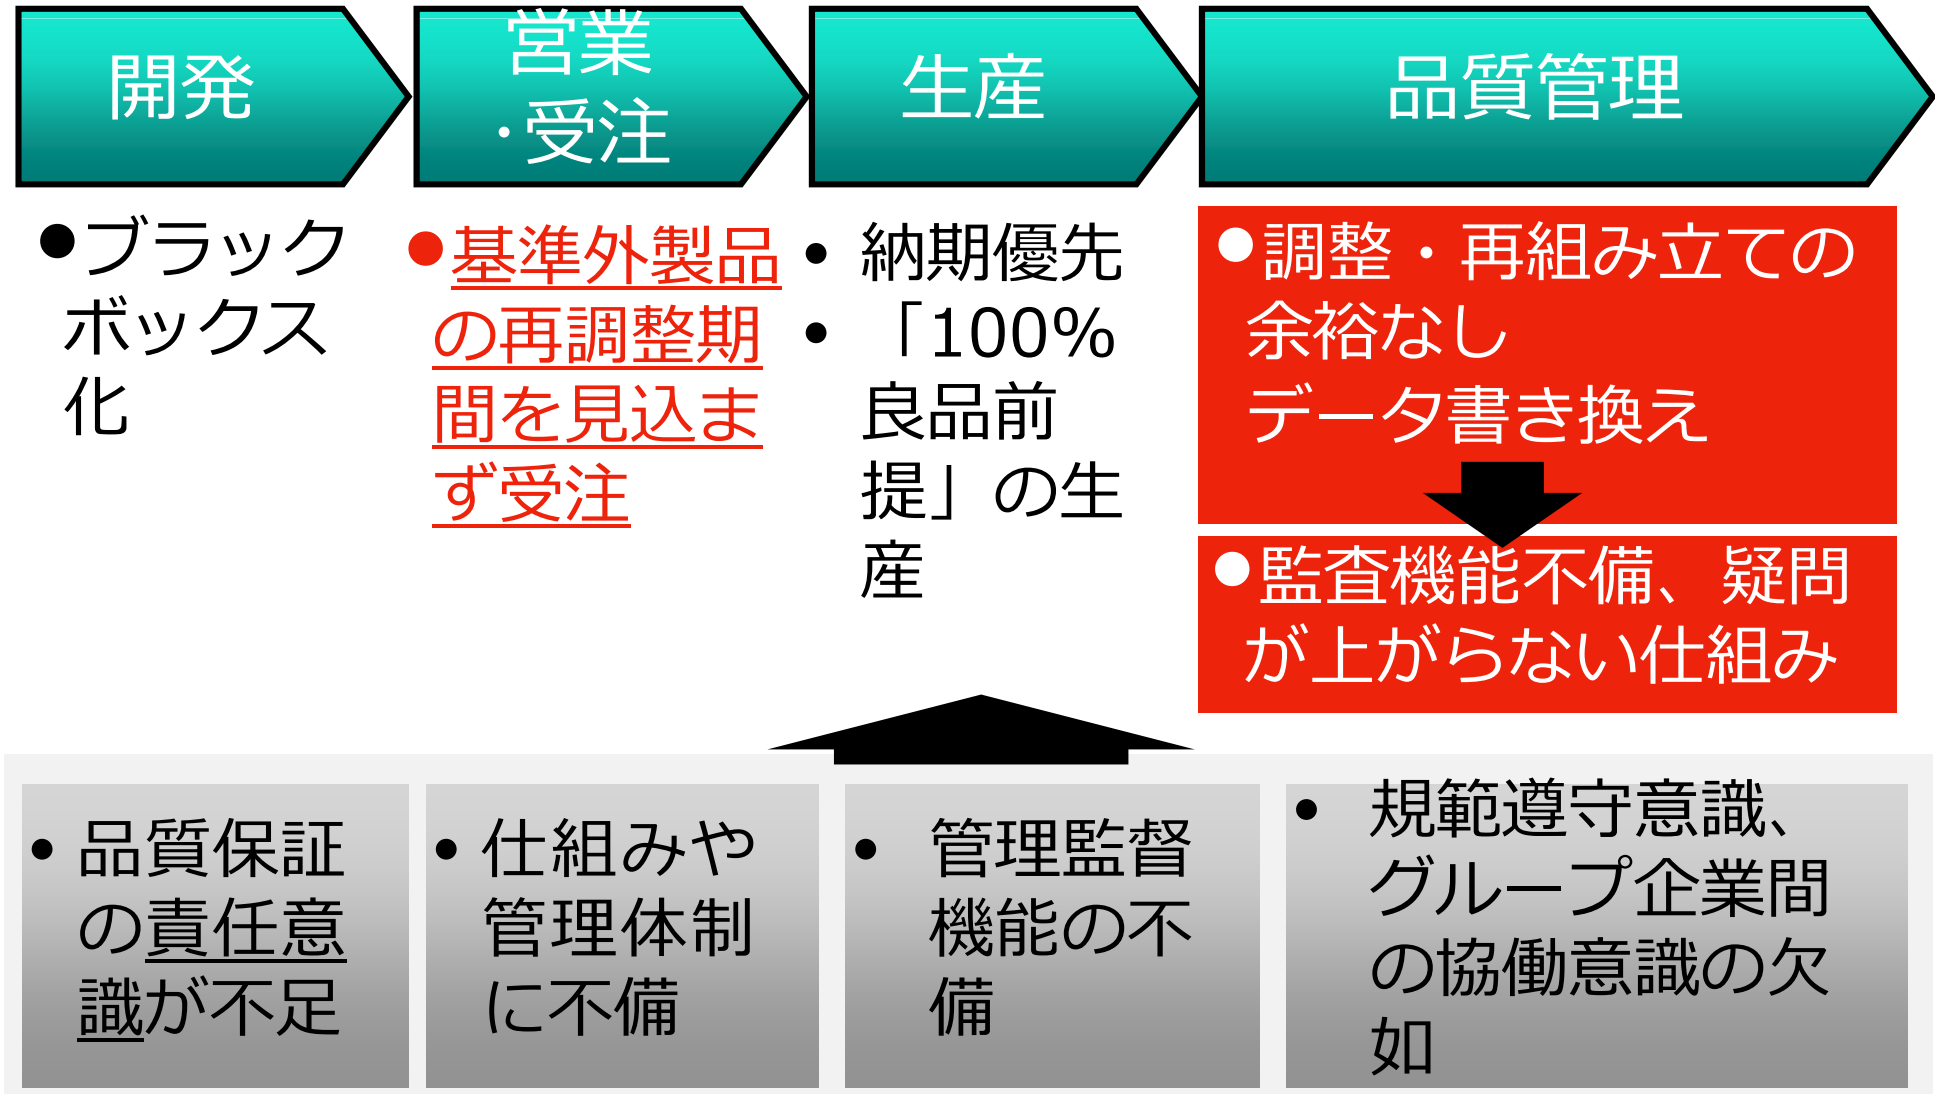 開発
営業
・受注
生産
品質管理
●ブラック
ボックス
化
●基準外製品
の再調整期
間を見込ま
ず受注
• 納期優先
• 「100%
良品前
提」の生
産
●調整・再組み立ての
余裕なし
データ書き換え
●監査機能不備、疑問
が上がらない仕組み
• 品質保証
の責任意
識が不足
• 仕組みや
管理体制
に不備
• 管理監督
機能の不
備
• 規範遵守意識、
グループ企業間
の協働意識の欠
如